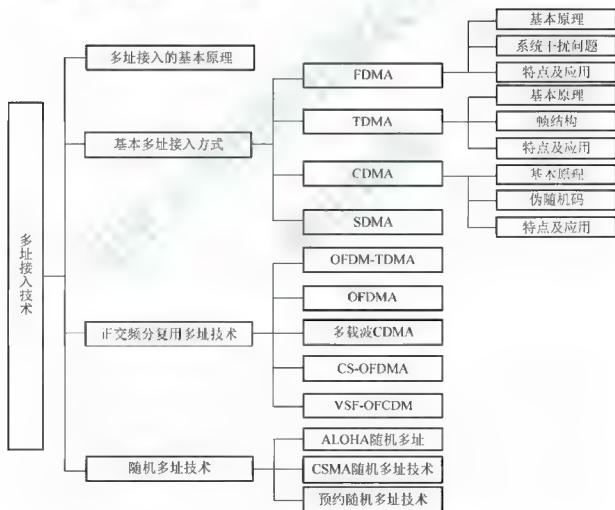 多址接入技术
多址接入的基本原理
基本多址接入方式
FDMA
基本原理
系统干扰问题
特点及应用
TDMA
基本原理
帧结构
特点及应用
CDMA
基本原理
伪随机码
特点及应用
SDMA
正交频分复用多址技术
OFDM-TDMA
OFDMA
多载波CDMA
CS-OFDMA
VSF-OFCDM
随机多址技术
ALOHA随机多址
CSMA随机多址技术
预约随机多址技术